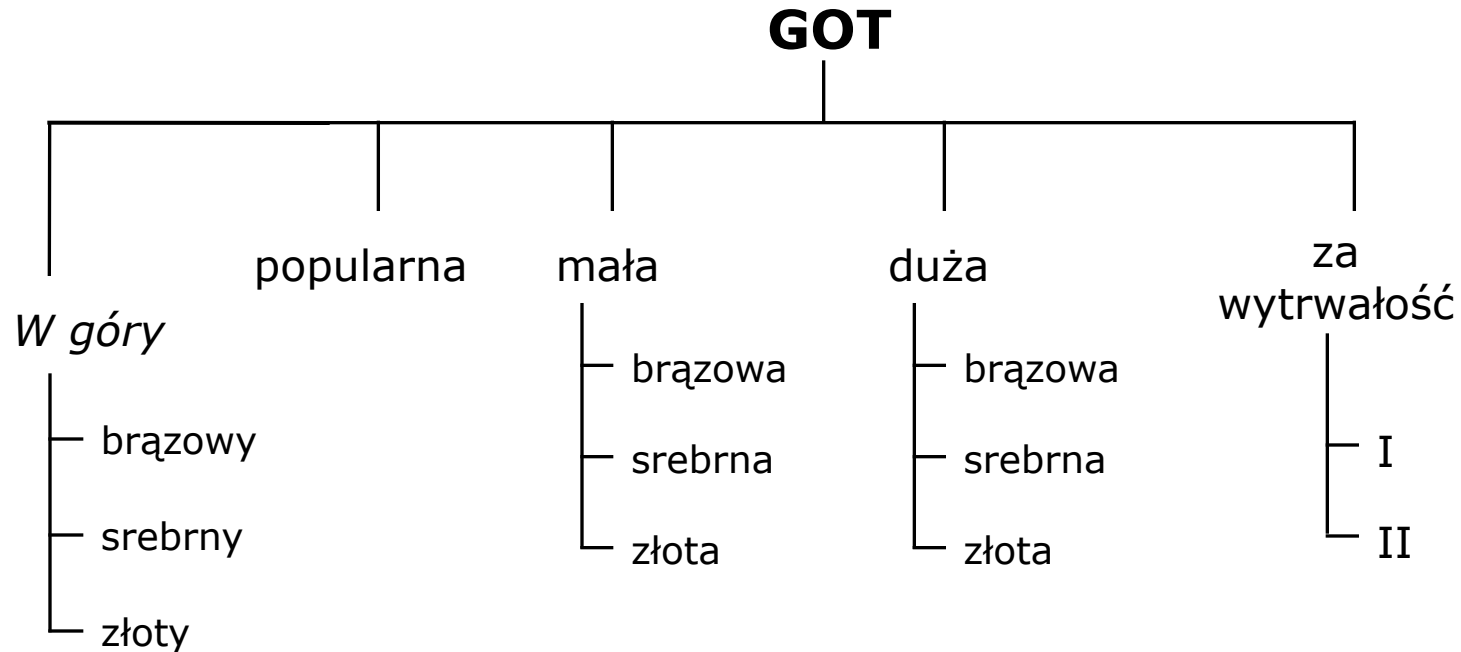 GOT
W góry
brązowy
srebrny
złoty
popularna
mała
brązowa
srebrna
złota
duża
brązowa
srebrna
złota
za
wytrwałość
I
II